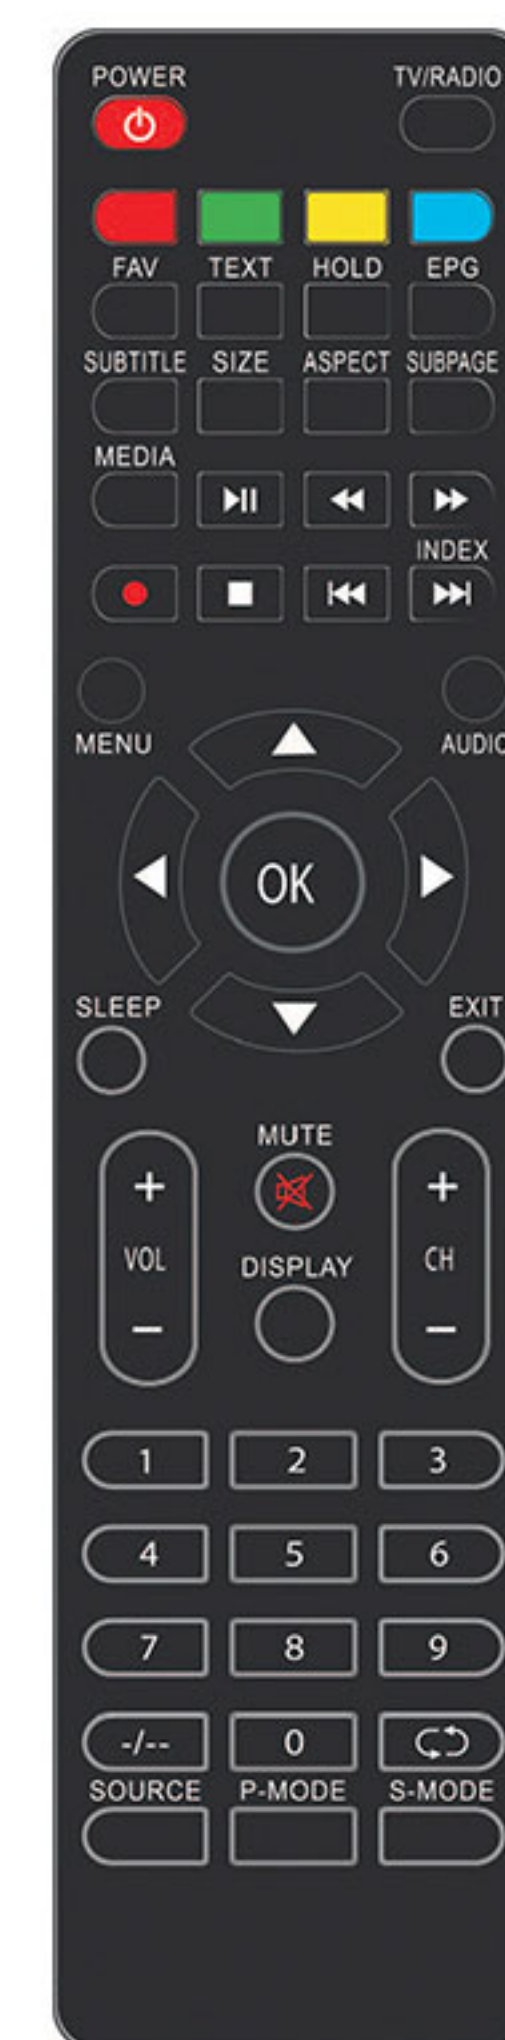 POWER TV/RADIO
FAV TEXT HOLD EPG
SUBTITLE SIZE ASPECT SUBPAGE
MEDIA
INDEX
MENU AUDIO
OK
SLEEP EXIT
MUTE
+ +
VOL DISPLAY CH
- -
1 2 3
4 5 6
7 8 9
-/-- 0
SOURCE P-MODE S-MODE